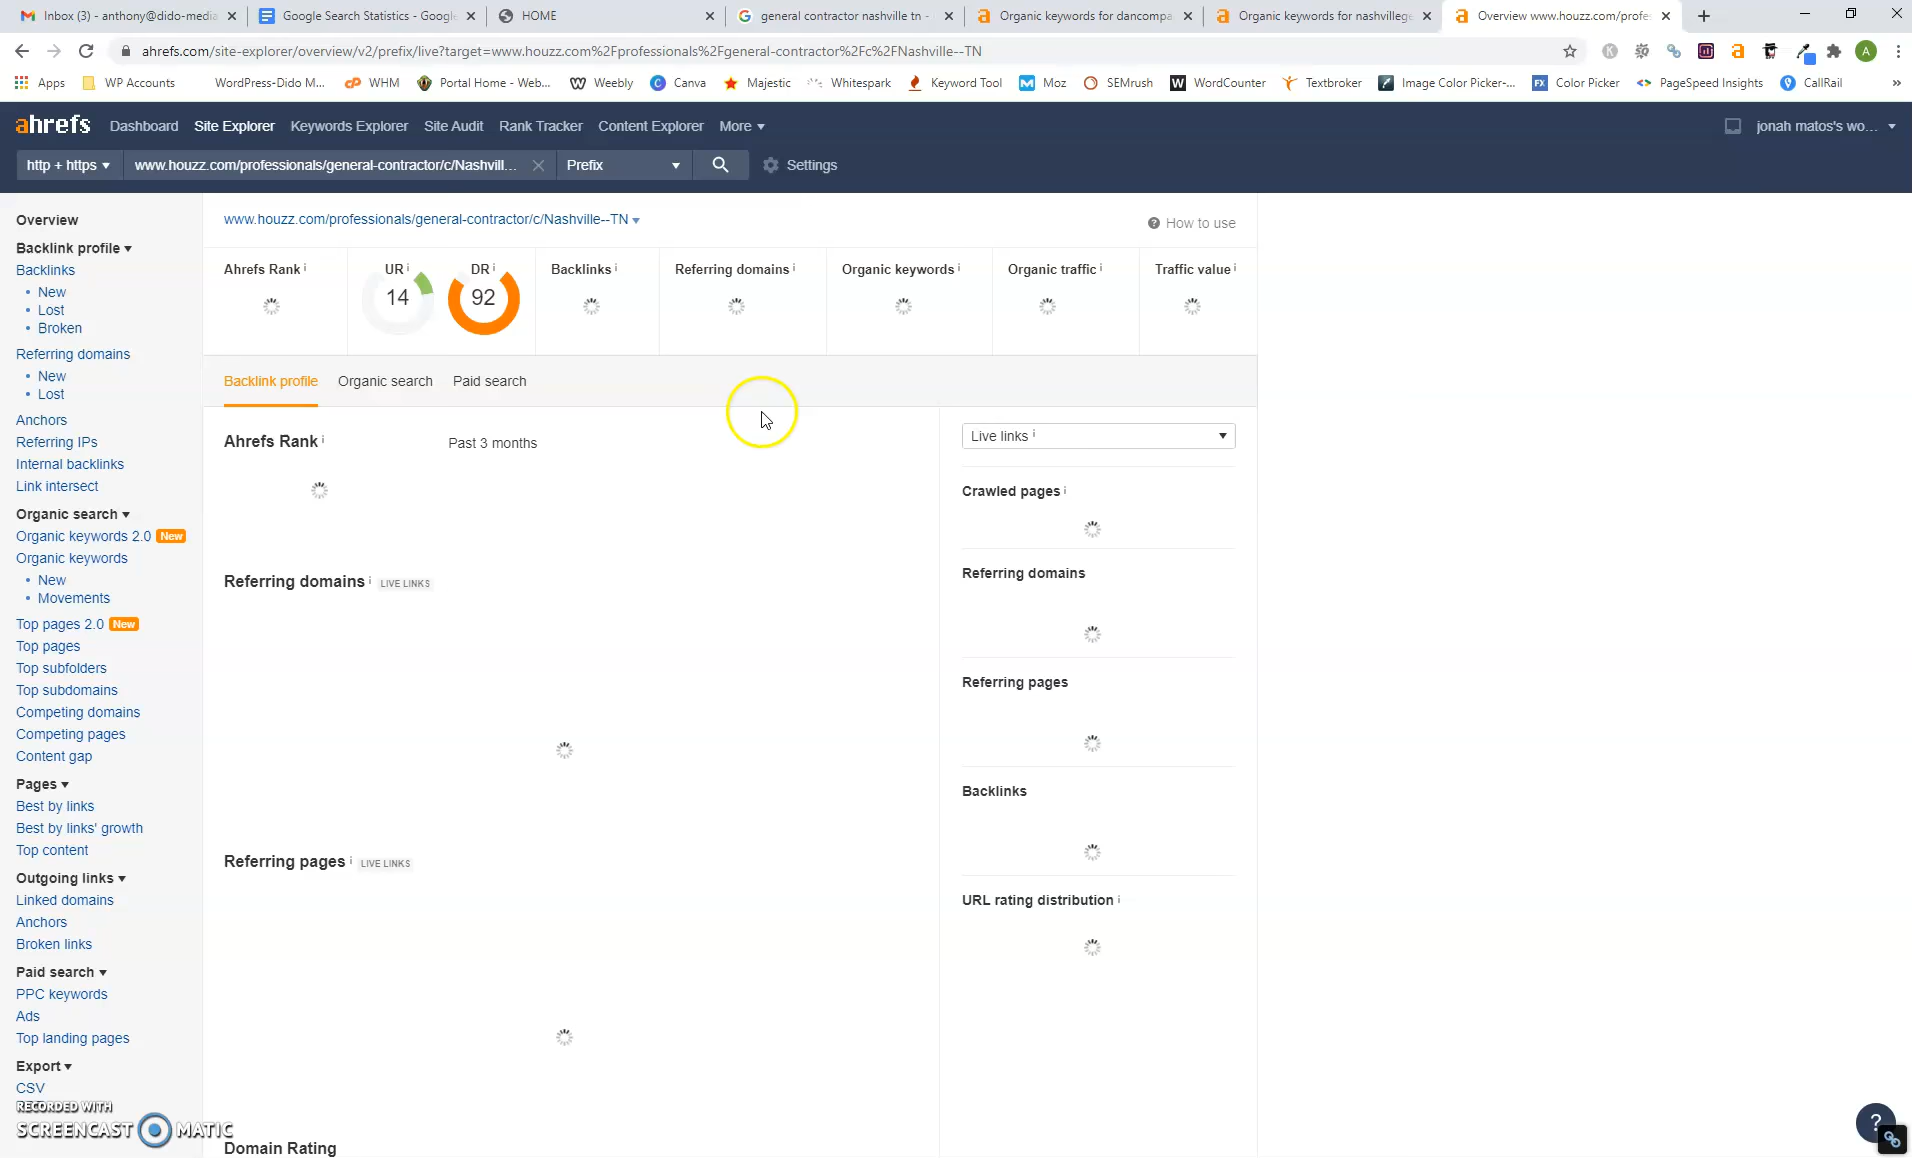 Inbox (3) - anthony@dido-media
Google Search Statistics - Google
HOME
general contractor nashville tn -
Organic keywords for dancompa
Organic keywords for nashvillege
Overview www.houzz.com/profes
ahrefs.com/site-explorer/overview/v2/prefix/live?target=www.houzz.com%2Fprofessionals%2Fgeneral-contractor%2Fc%2FNashville--TN
Apps
WP Accounts
WordPress-Dido M...
WHM
Portal Home - Web...
Weebly
Canva
Majestic
Whitespark
Keyword Tool
Moz
SEMrush
WordCounter
Textbroker
Image Color Picker-...
Color Picker
PageSpeed Insights
CallRail
ahrefs
Dashboard
Site Explorer
Keywords Explorer
Site Audit
Rank Tracker
Content Explorer
More
jonah matos's wo...
http + https
www.houzz.com/professionals/general-contractor/c/Nashvill...
Prefix
Settings
Overview
Backlink profile
Backlinks
New
Lost
Broken
Referring domains
New
Lost
Anchors
Referring IPs
Internal backlinks
Link intersect
Organic search
Organic keywords 2.0 New
Organic keywords
New
Movements
Top pages 2.0 New
Top pages
Top subfolders
Top subdomains
Competing domains
Competing pages
Content gap
Pages
Best by links
Best by links' growth
Top content
Outgoing links
Linked domains
Anchors
Broken links
Paid search
PPC keywords
Ads
Top landing pages
Export
CSV
RECORDED WITH
SCREENCAST MATIC
www.houzz.com/professionals/general-contractor/c/Nashville--TN
How to use
Ahrefs Rank
UR
14
DR
92
Backlinks
Referring domains
Organic keywords
Organic traffic
Traffic value
Backlink profile
Organic search
Paid search
Ahrefs Rank
Past 3 months
Referring domains LIVE LINKS
Referring pages LIVE LINKS
Domain Rating
Live links
Crawled pages
Referring domains
Referring pages
Backlinks
URL rating distribution
?